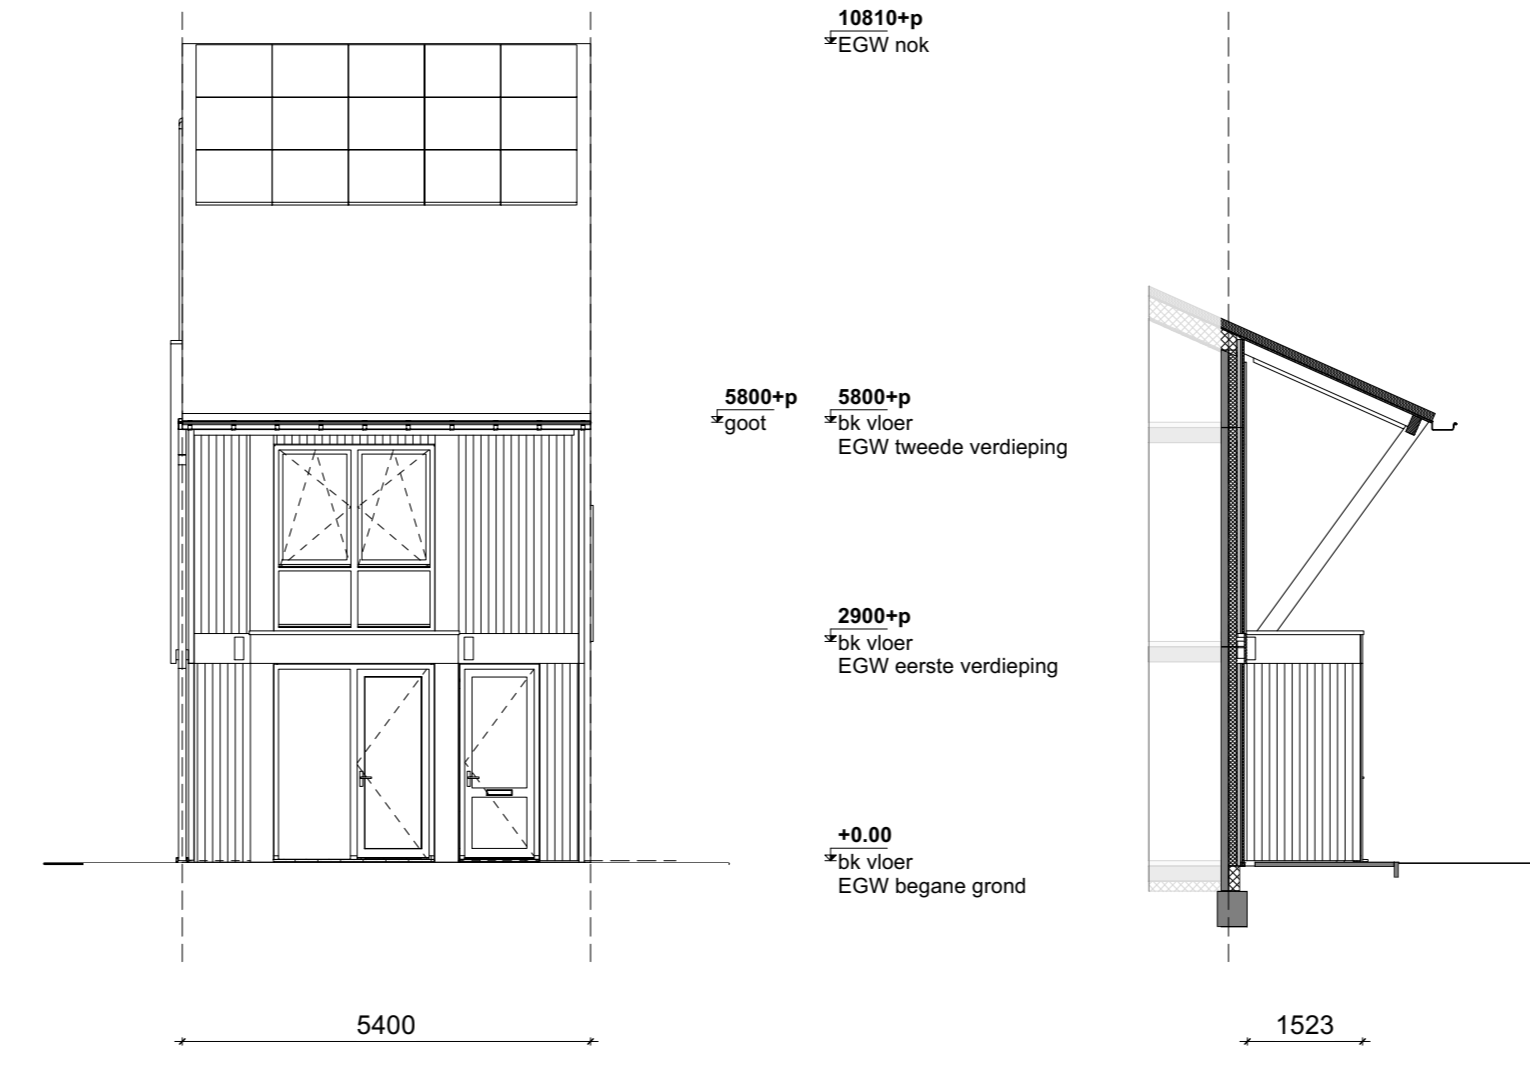 10810+p
EGW nok
5800+p
goot
5800+p
bk vloer
EGW tweede verdieping
2900+p
bk vloer
EGW eerste verdieping
+0.00
bk vloer
EGW begane grond
5400
1523